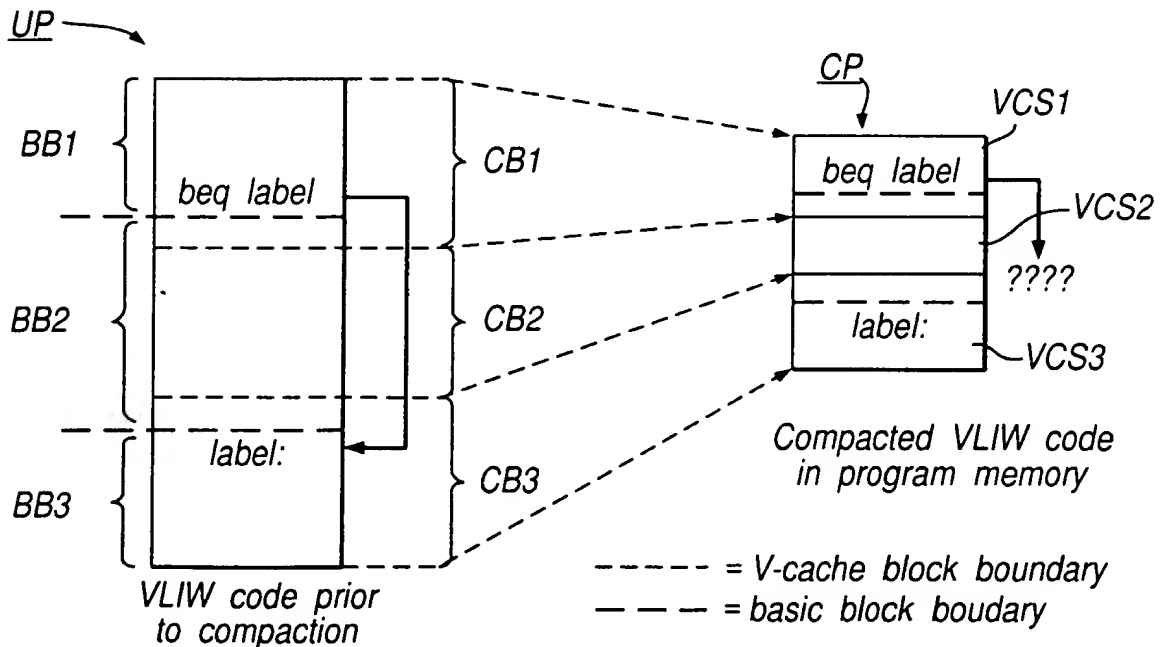 UP
BB1
beq label
BB2
label:
BB3
CB1
CB2
CB3
VLIW code prior
to compaction
CP
VCS1
beq label
VCS2
????
label:
VCS3
Compacted VLIW code
in program memory
= V-cache block boundary
= basic block boudary